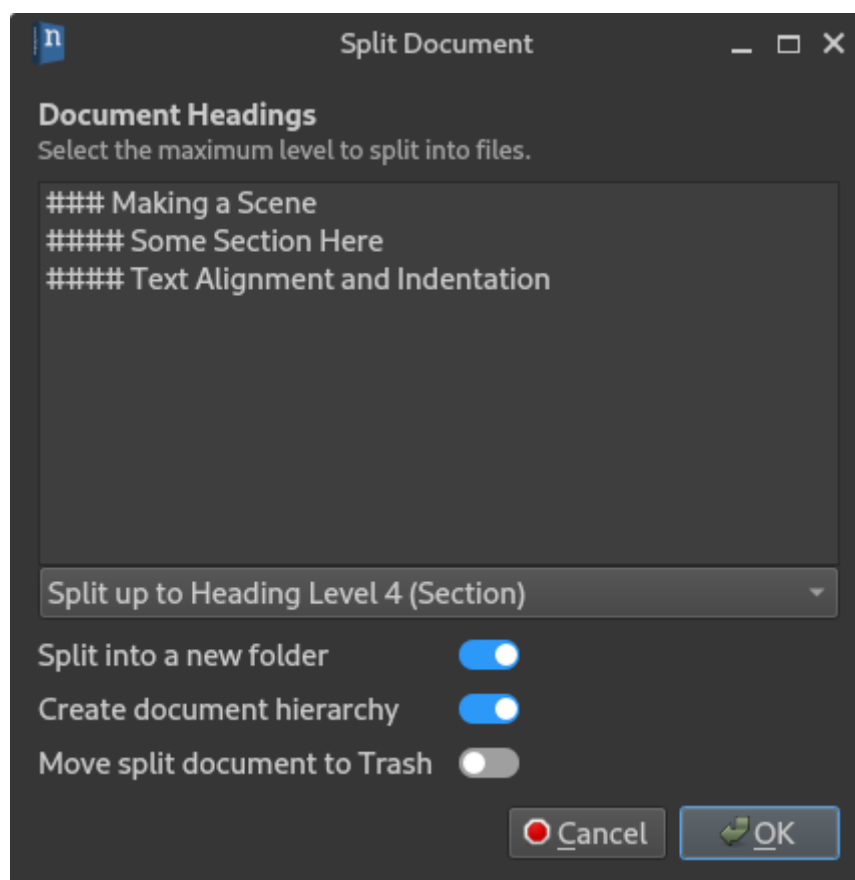 n
Split Document
Document Headings
Select the maximum level to split into files.
### Making a Scene
#### Some Section Here
#### Text Alignment and Indentation
Split up to Heading Level 4 (Section)
Split into a new folder
Create document hierarchy
Move split document to Trash
Cancel OK